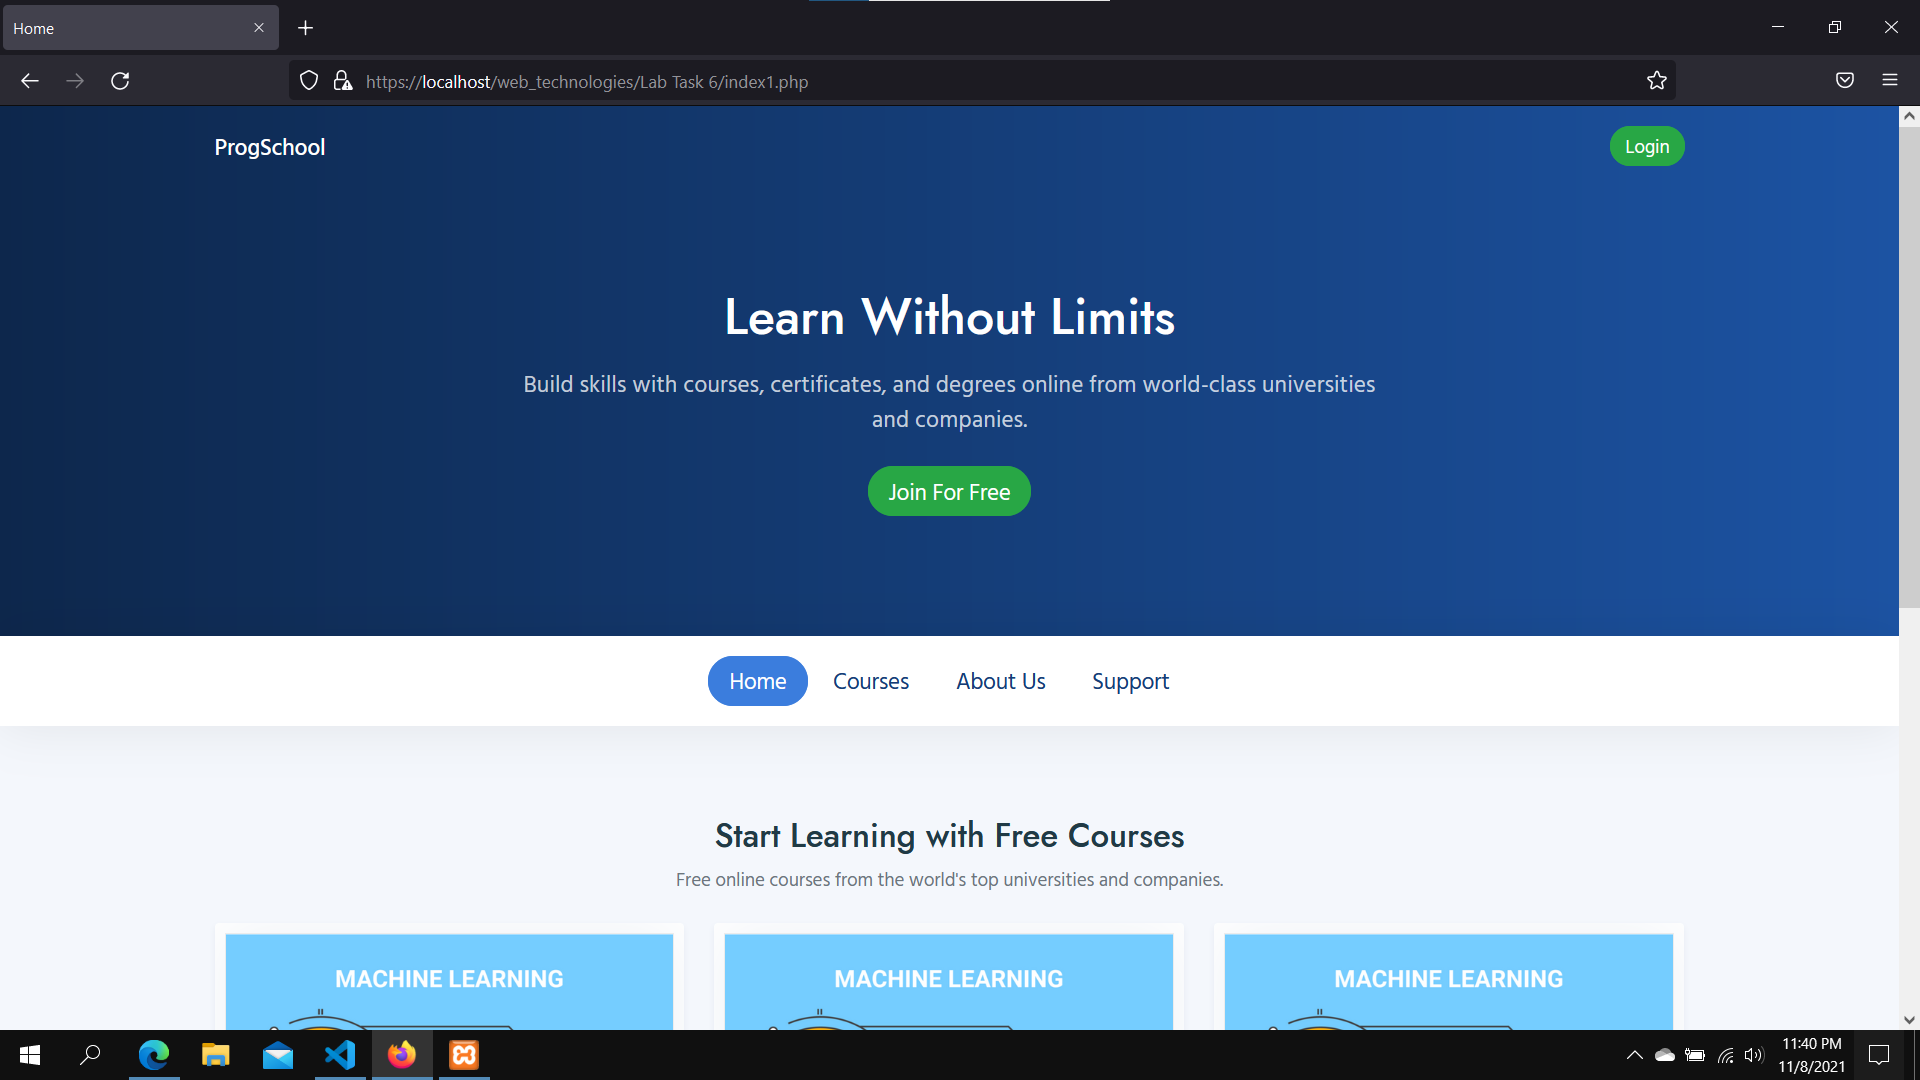 Home
https://localhost/web_technologies/Lab Task 6/index1.php
ProgSchool
Login
Learn Without Limits
Build skills with courses, certificates, and degrees online from world-class universities
and companies.
Join For Free
Home Courses About Us Support
Start Learning with Free Courses
Free online courses from the world's top universities and companies.
MACHINE LEARNING MACHINE LEARNING MACHINE LEARNING
11:40 PM
11/8/2021